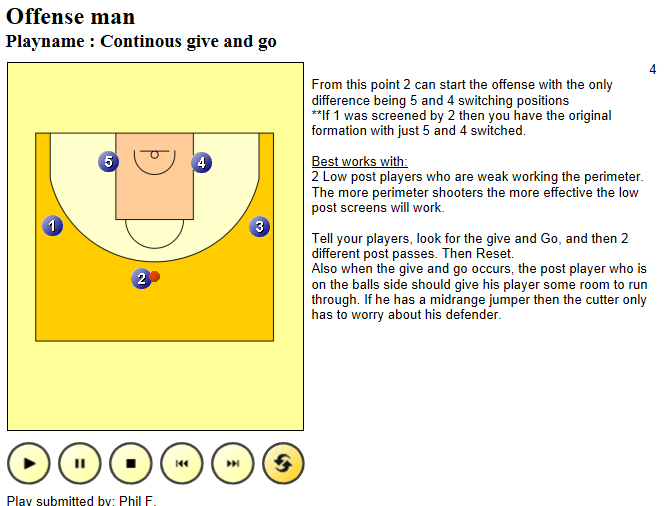 Offense man
Playname : Continous give and go
4
From this point 2 can start the offense with the only
difference being 5 and 4 switching positions
**If 1 was screened by 2 then you have the original
formation with just 5 and 4 switched.
Best works with:
2 Low post players who are weak working the perimeter.
The more perimeter shooters the more effective the low
post screens will work.
Tell your players, look for the give and Go, and then 2
different post passes. Then Reset.
Also when the give and go occurs, the post player who is
on the balls side should give his player some room to run
through. If he has a midrange jumper then the cutter only
has to worry about his defender.
5
4
1
3
2
Play submitted by: Phil F.